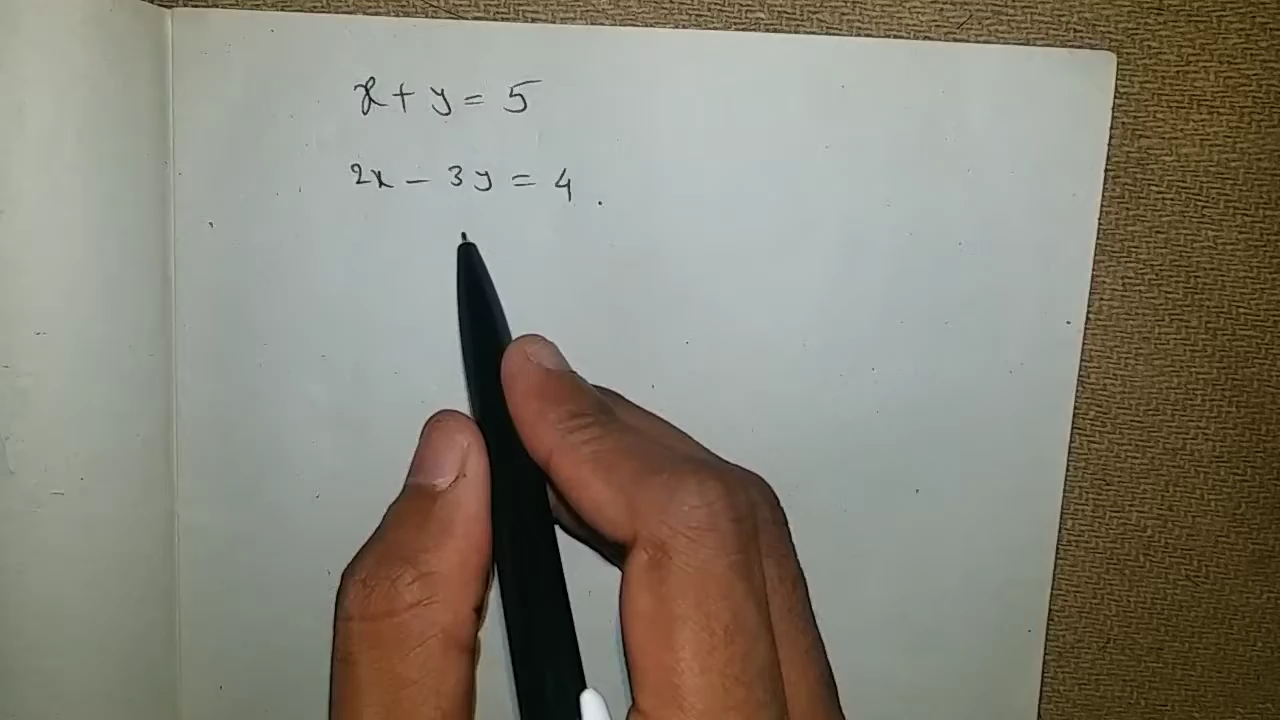 x + y = 5
2x - 3y = 4.